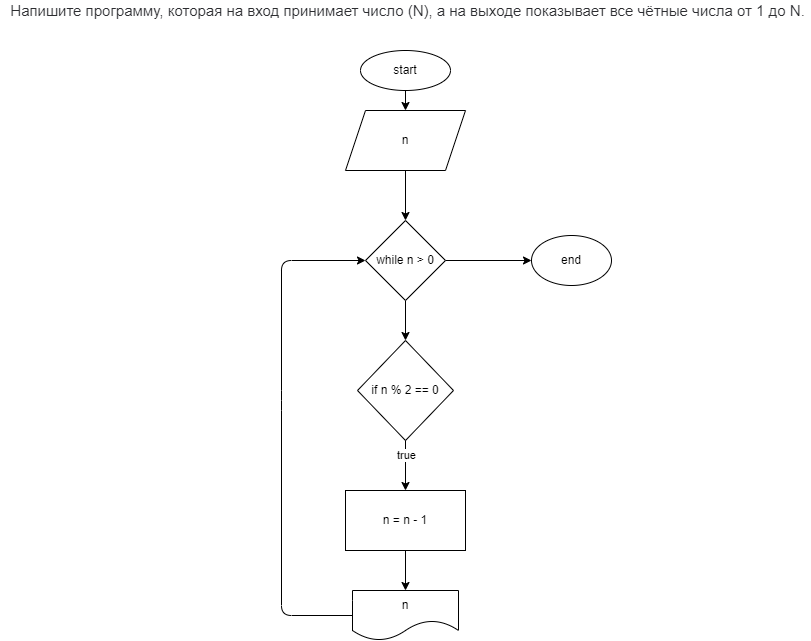 Напишите программу, которая на вход принимает число (N), а на выходе показывает все чётные числа от 1 до N.
start
n
while n > 0
end
if n % 2 == 0
true
n = n - 1
n